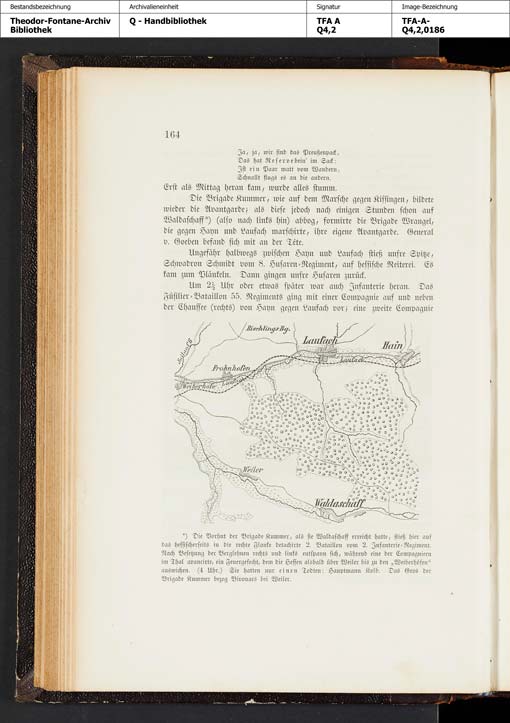 Bestandsbezeichnung Archivalieneinheit Signatur Image-Bezeichnung
Theodor-Fontane-Archiv Q - Handbibliothek TFA A TFA-A-
Bibliothek Q4,2 Q4,2,0186
164
Ja, ja, wir sind das Preußenpack,
Das hat Reservebein' im Sack:
Ist ein Paar matt vom Wandern,
Schnallt flugs es an die andern.
Erst als Mittag heran kam, wurde alles stumm.
Die Brigade Kummer, wie auf dem Marsche gegen Kissingen, bildete
wieder die Avantgarde; als diese jedoch nach einigen Stunden schon auf
Waldaschaff*) (also nach links hin) abbog, formirte die Brigade Wrangel,
die gegen Hayn und Laufach marschirte, ihre eigene Avantgarde. General
v. Goeben befand sich mit an der Tête.
Ungefähr halbwegs zwischen Hayn und Laufach stieß unsre Spitze,
Schwadron Schmidt vom 8. Husaren-Regiment, auf hessische Reiterei. Es
kam zum Plänkeln. Dann gingen unsre Husaren zurück.
Um 2½ Uhr oder etwas später war auch Infanterie heran. Das
Füsilier-Bataillon 55. Regiments ging mit einer Compagnie auf und neben
der Chaussee (rechts) von Hayn gegen Laufach vor; eine zweite Compagnie
Bischlings Bg.
Laufach
Hain
Laufach
Frohnhofen
Laufach
Weiberhöfe
Weiler
Waldaschaff
*) Die Vorhut der Brigade Kummer, als sie Waldaschaff erreicht hatte, stieß hier auf
das hessischerseits in die rechte Flanke detachirte 2. Bataillon vom 2. Infanterie-Regiment.
Nach Besetzung der Berglehnen rechts und links entspann sich, während eine der Compagnieen
im Thal avancirte, ein Feuergefecht, dem die Hessen alsbald über Weiler bis zu den „Weiberhöfen“
auswichen. (4 Uhr.) Sie hatten nur einen Todten: Hauptmann Kolb. Das Gros der
Brigade Kummer bezog Bivouacs bei Weiler.